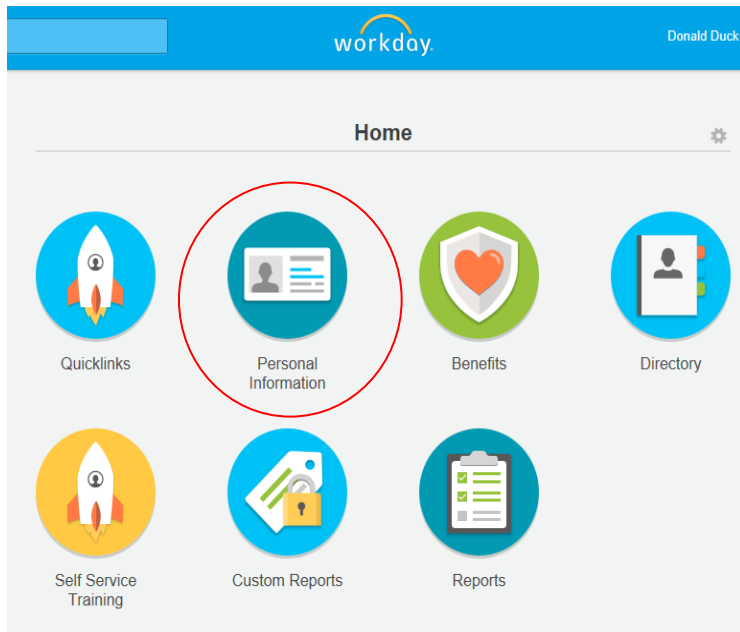 workday.
Donald Duck
Home
Quicklinks
Personal
Information
Benefits
Directory
Self Service
Training
Custom Reports
Reports